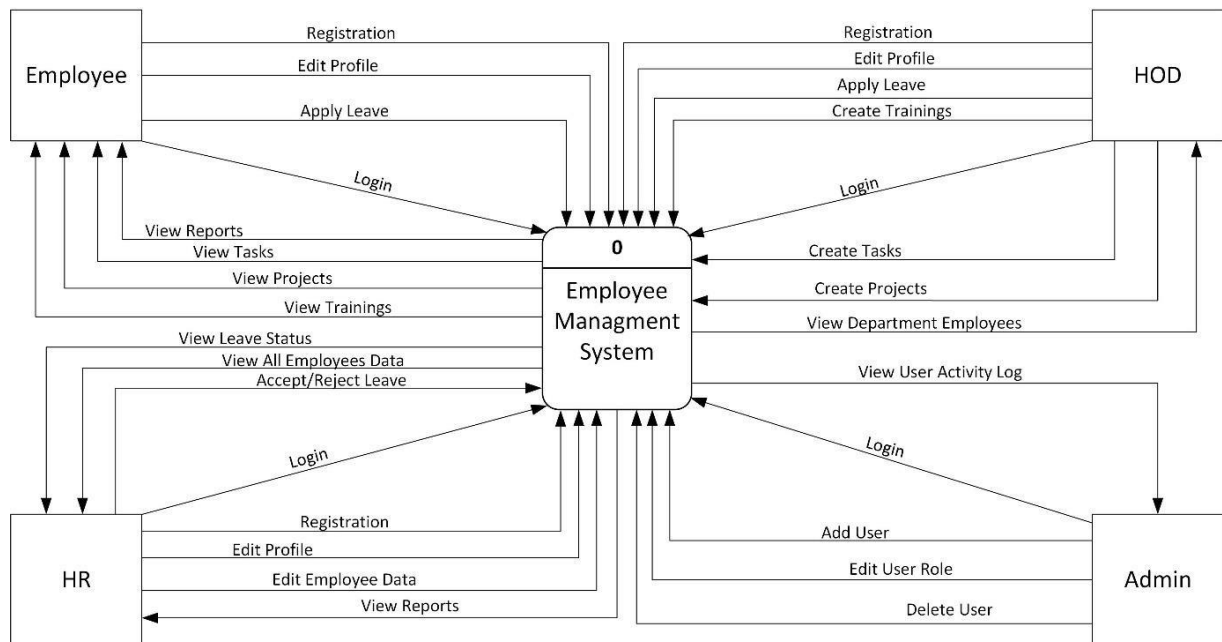 Employee
Registration
Edit Profile
Apply Leave
Login
View Reports
View Tasks
View Projects
View Trainings
HOD
Registration
Edit Profile
Apply Leave
Create Trainings
Login
Create Tasks
Create Projects
View Department Employees
0
Employee
Managment
System
View Leave Status
View All Employees Data
Accept/Reject Leave
Login
HR
Registration
Edit Profile
Edit Employee Data
View Reports
View User Activity Log
Login
Add User
Edit User Role
Delete User
Admin